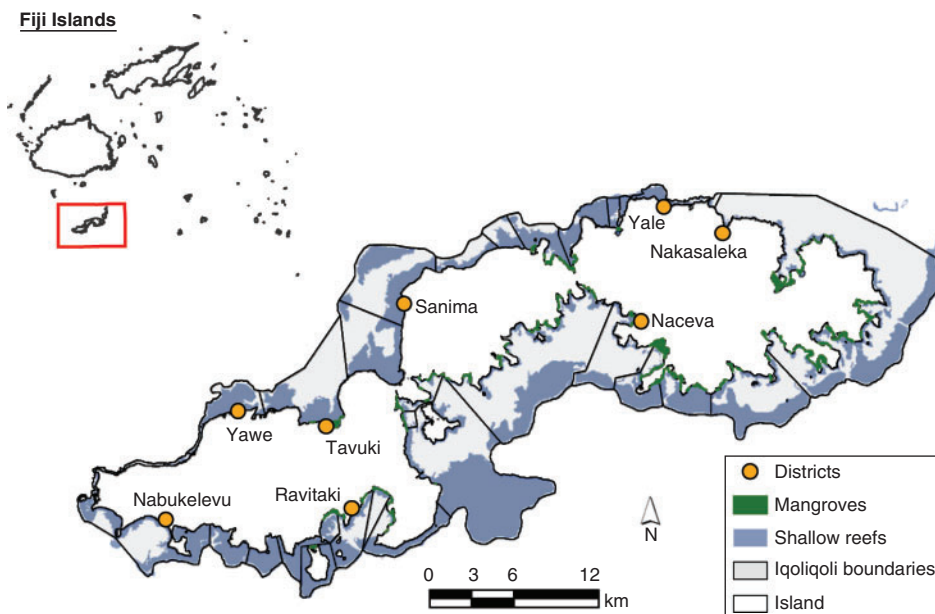 Fiji Islands
Yale
Nakasaleka
Sanima
Naceva
Yawe
Tavuki
Nabukelevu
Ravitaki
N
0 3 6 12
km
Districts
Mangroves
Shallow reefs
Iqoliqoli boundaries
Island